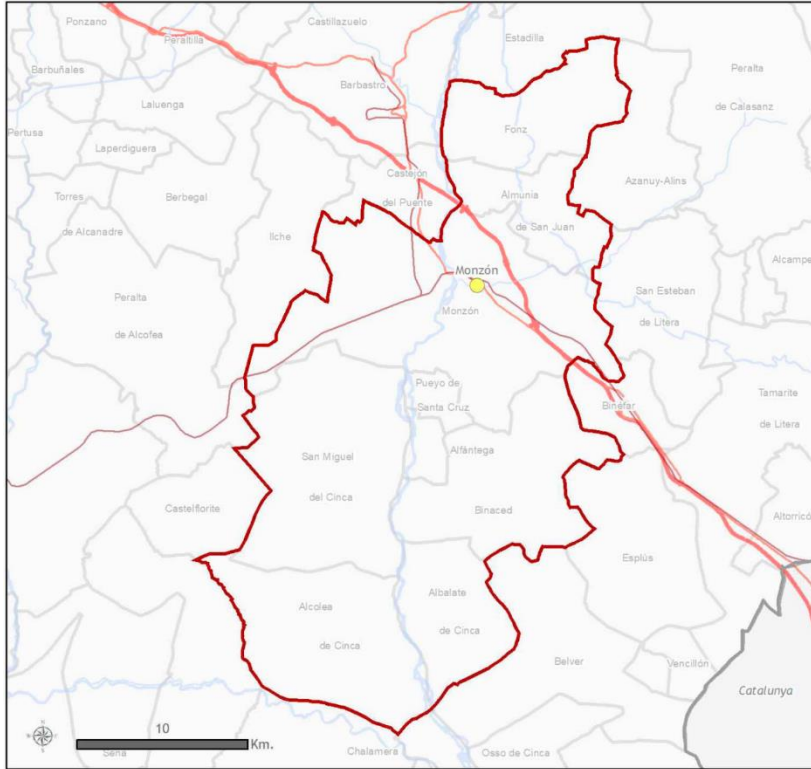 Ponzano
Castillazuelo
Estadilla
Peraltilla
Barbuñales
Barbastro
Peralta
de Calasanz
Laluenga
Pertusa
Fonz
Laperdiguera
Castejón
del Puente
Azanuy-Alins
Torres
de Alcanadre
Berbegal
Almunia
de San Juan
Ilche
Alcampe
Monzón
San Esteban
de Litera
Peralta
de Alcofea
Monzón
Pueyo de
Santa Cruz
Binéfar
Tamarite
de Litera
San Miguel
del Cinca
Alfántega
Castelflorite
Binaced
Altorricó
Esplús
Alcolea
de Cinca
Albalate
de Cinca
Belver
Vencillón
Catalunya
10
Km.
Sena
Chalamera
Osso de Cinca